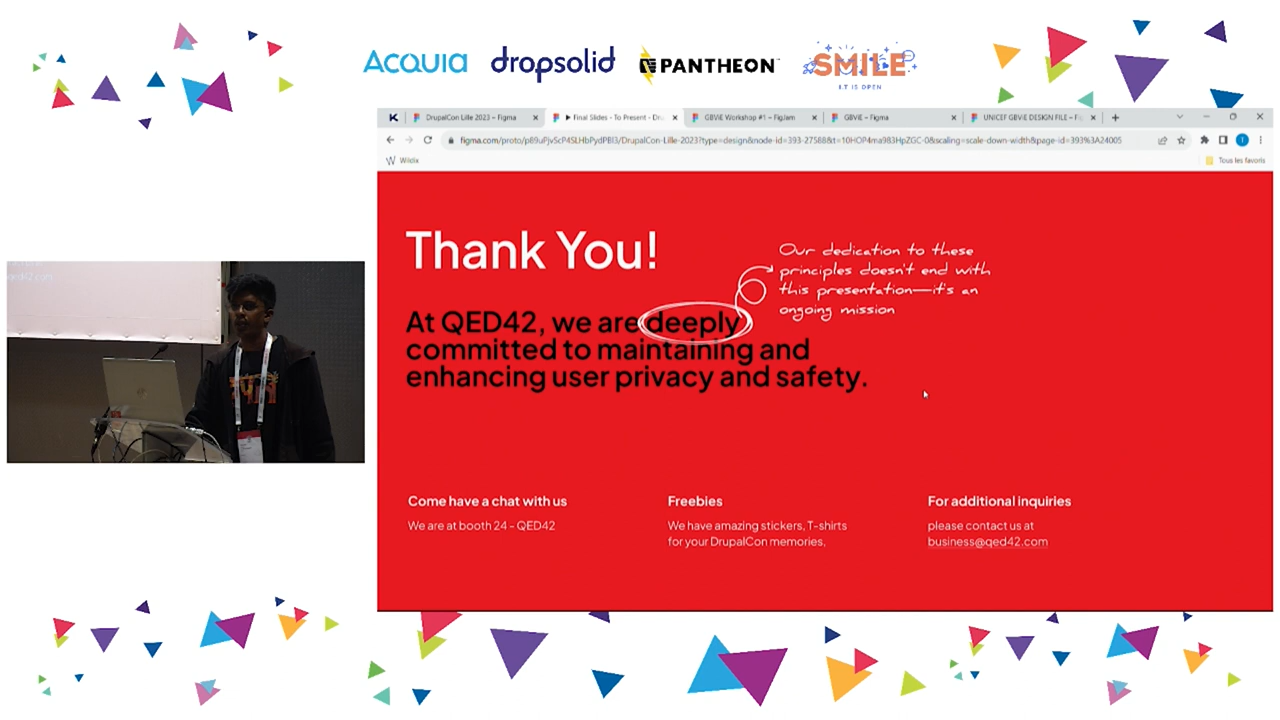 ACQUIA dropsolid PANTHEON SMILE
I.T IS OPEN
DrupalCon Lille 2023 – Figma
Final Slides - To Present - Dru
GBViE Workshop #1 – FigJam
GBViE – Figma
UNICEF GBViE DESIGN FILE – Fi
figma.com/proto/p89uPjvScP4SLHbPydPBI3/DrupalCon-Lille-2023?type=design&node-id=393-27588&t=10HOP4ma983HpZGC-0&scaling=scale-down-width&page-id=393%3A24005
Wildix
Tous les favoris
Thank You!
Our dedication to these
principles doesn't end with
this presentation—it's an
ongoing mission
At QED42, we are deeply
committed to maintaining and
enhancing user privacy and safety.
Come have a chat with us
We are at booth 24 - QED42
Freebies
We have amazing stickers, T-shirts
for your DrupalCon memories,
For additional inquiries
please contact us at
business@qed42.com